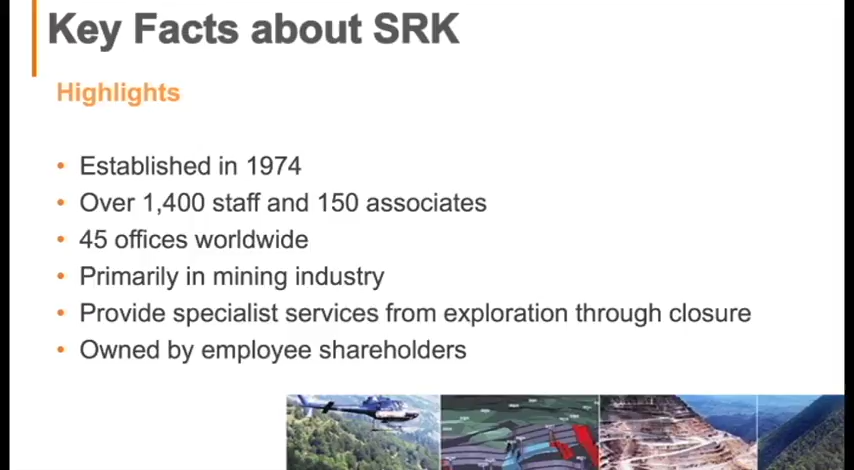 Key Facts about SRK
Highlights
• Established in 1974
• Over 1,400 staff and 150 associates
• 45 offices worldwide
• Primarily in mining industry
• Provide specialist services from exploration through closure
• Owned by employee shareholders